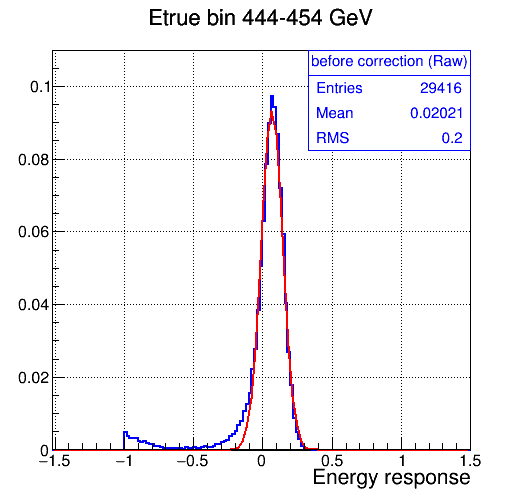 Etrue bin 444-454 GeV
before correction (Raw)
Entries 29416
Mean 0.02021
RMS 0.2
0.1
0.08
0.06
0.04
0.02
0
−1.5 −1 −0.5 0 0.5 1 1.5
Energy response